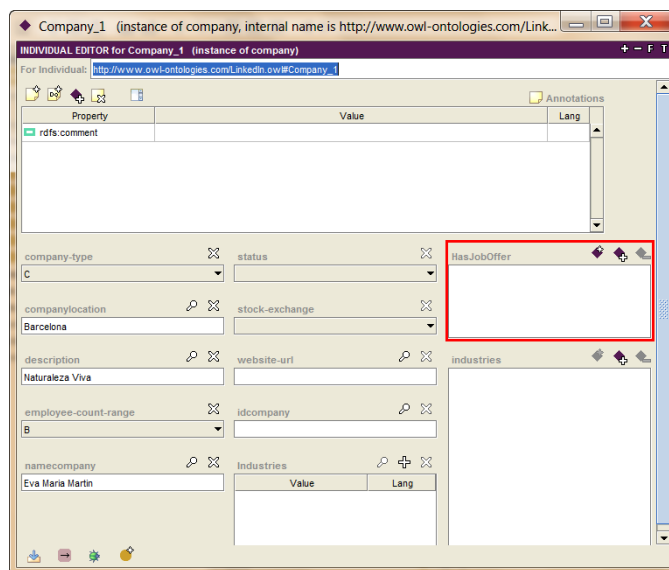 Company_1 (instance of company, internal name is http://www.owl-ontologies.com/Link...
INDIVIDUAL EDITOR for Company_1 (instance of company)
+ − F T
For Individual: http://www.owl-ontologies.com/LinkedIn.owl#Company_1
Annotations
Property Value Lang
rdfs:comment
company-type status HasJobOffer
C
companylocation stock-exchange
Barcelona
description website-url industries
Naturaleza Viva
employee-count-range idcompany
B
namecompany Industries
Eva Maria Martin Value Lang